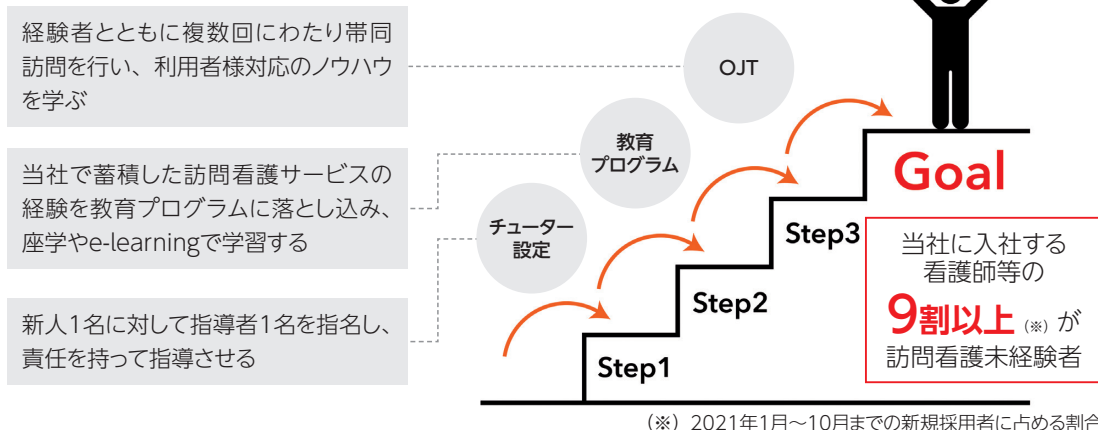 経験者とともに複数回にわたり帯同
訪問を行い、利用者様対応のノウハウ
を学ぶ
OJT
当社で蓄積した訪問看護サービスの
経験を教育プログラムに落とし込み、
座学やe-learningで学習する
教育
プログラム
新人1名に対して指導者1名を指名し、
責任を持って指導させる
チューター
設定
Step1
Step2
Step3
Goal
当社に入社する
看護師等の
9割以上（※）が
訪問看護未経験者
（※）2021年1月～10月までの新規採用者に占める割合